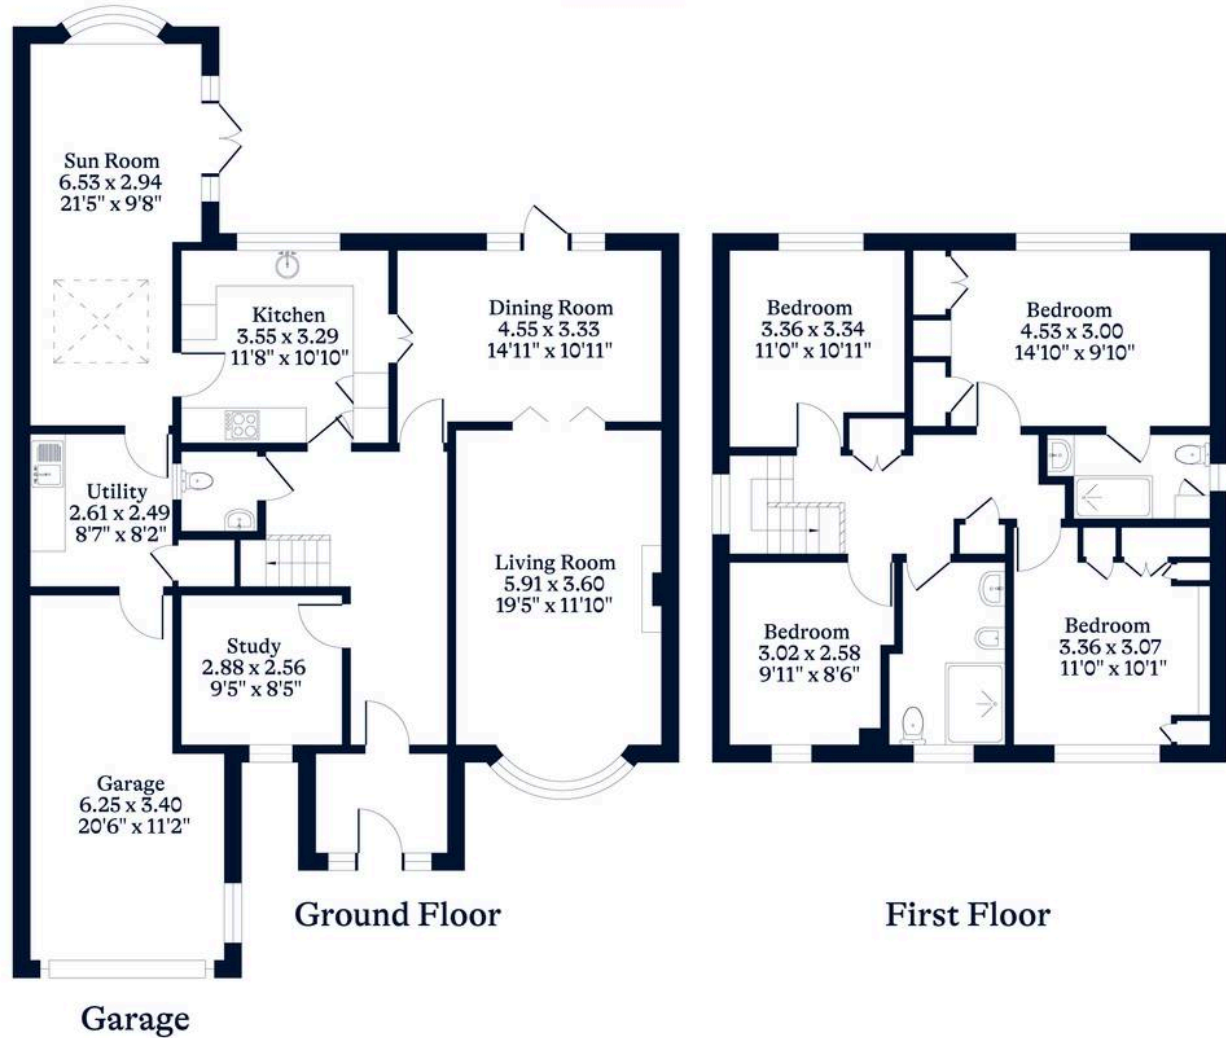 Sun Room
6.53 x 2.94
21'5" x 9'8"
Kitchen
3.55 x 3.29
11'8" x 10'10"
Dining Room
4.55 x 3.33
14'11" x 10'11"
Utility
2.61 x 2.49
8'7" x 8'2"
Living Room
5.91 x 3.60
19'5" x 11'10"
Study
2.88 x 2.56
9'5" x 8'5"
Garage
6.25 x 3.40
20'6" x 11'2"
Ground Floor
Garage
Bedroom
3.36 x 3.34
11'0" x 10'11"
Bedroom
4.53 x 3.00
14'10" x 9'10"
Bedroom
3.02 x 2.58
9'11" x 8'6"
Bedroom
3.36 x 3.07
11'0" x 10'1"
First Floor